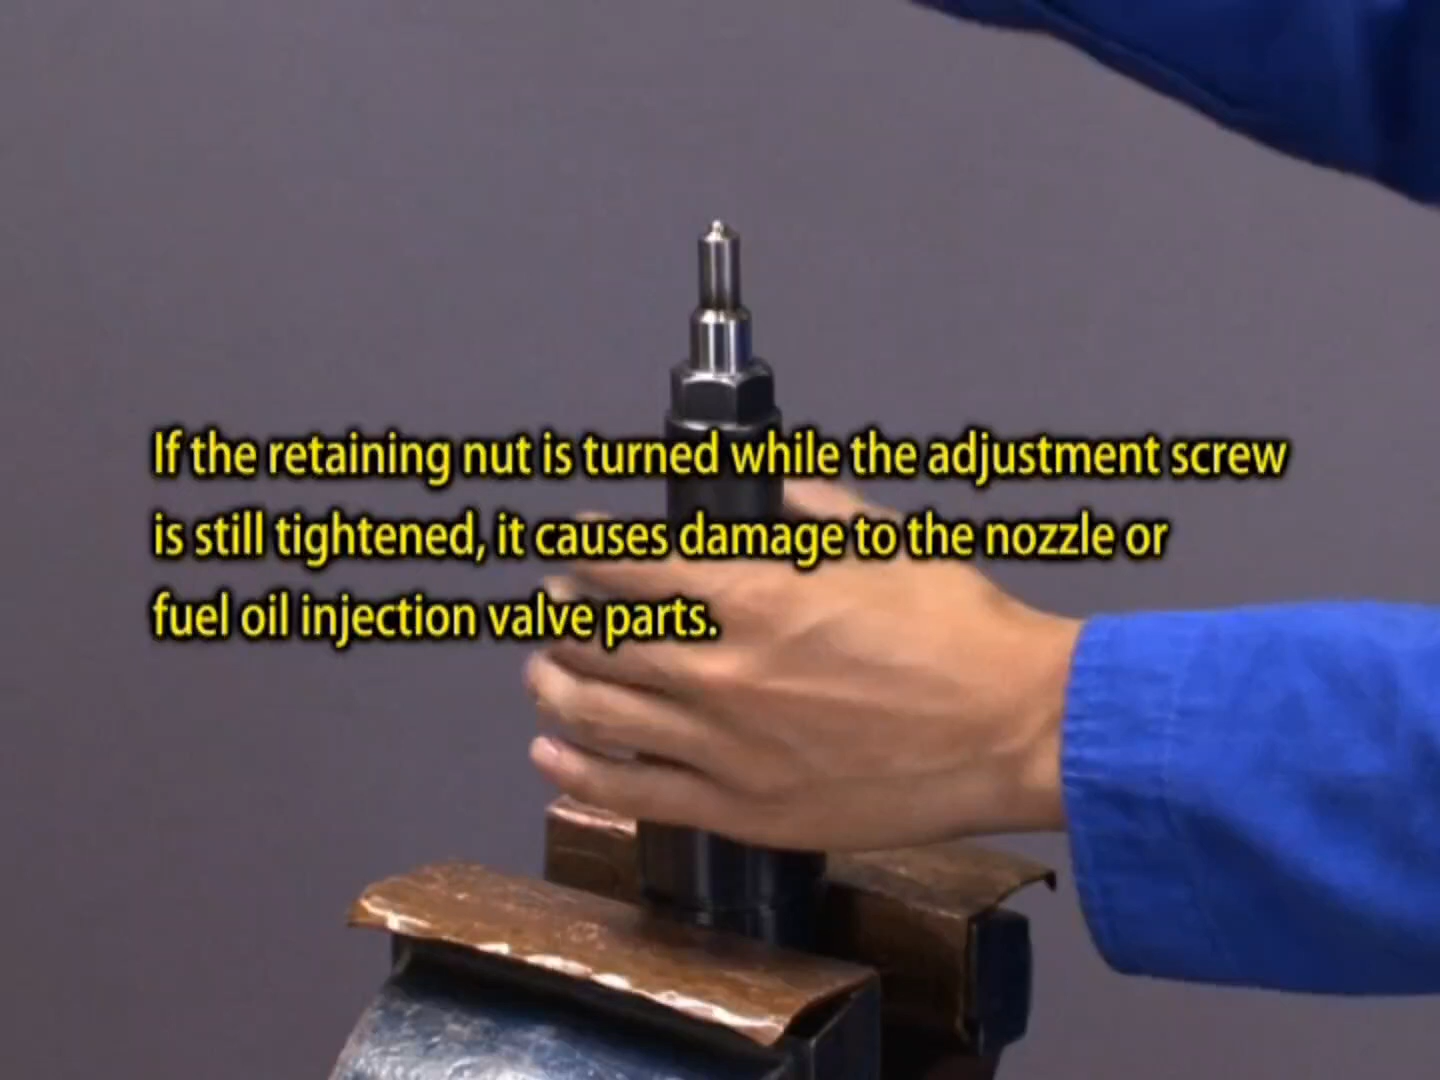 If the retaining nut is turned while the adjustment screw
is still tightened, it causes damage to the nozzle or
fuel oil injection valve parts.